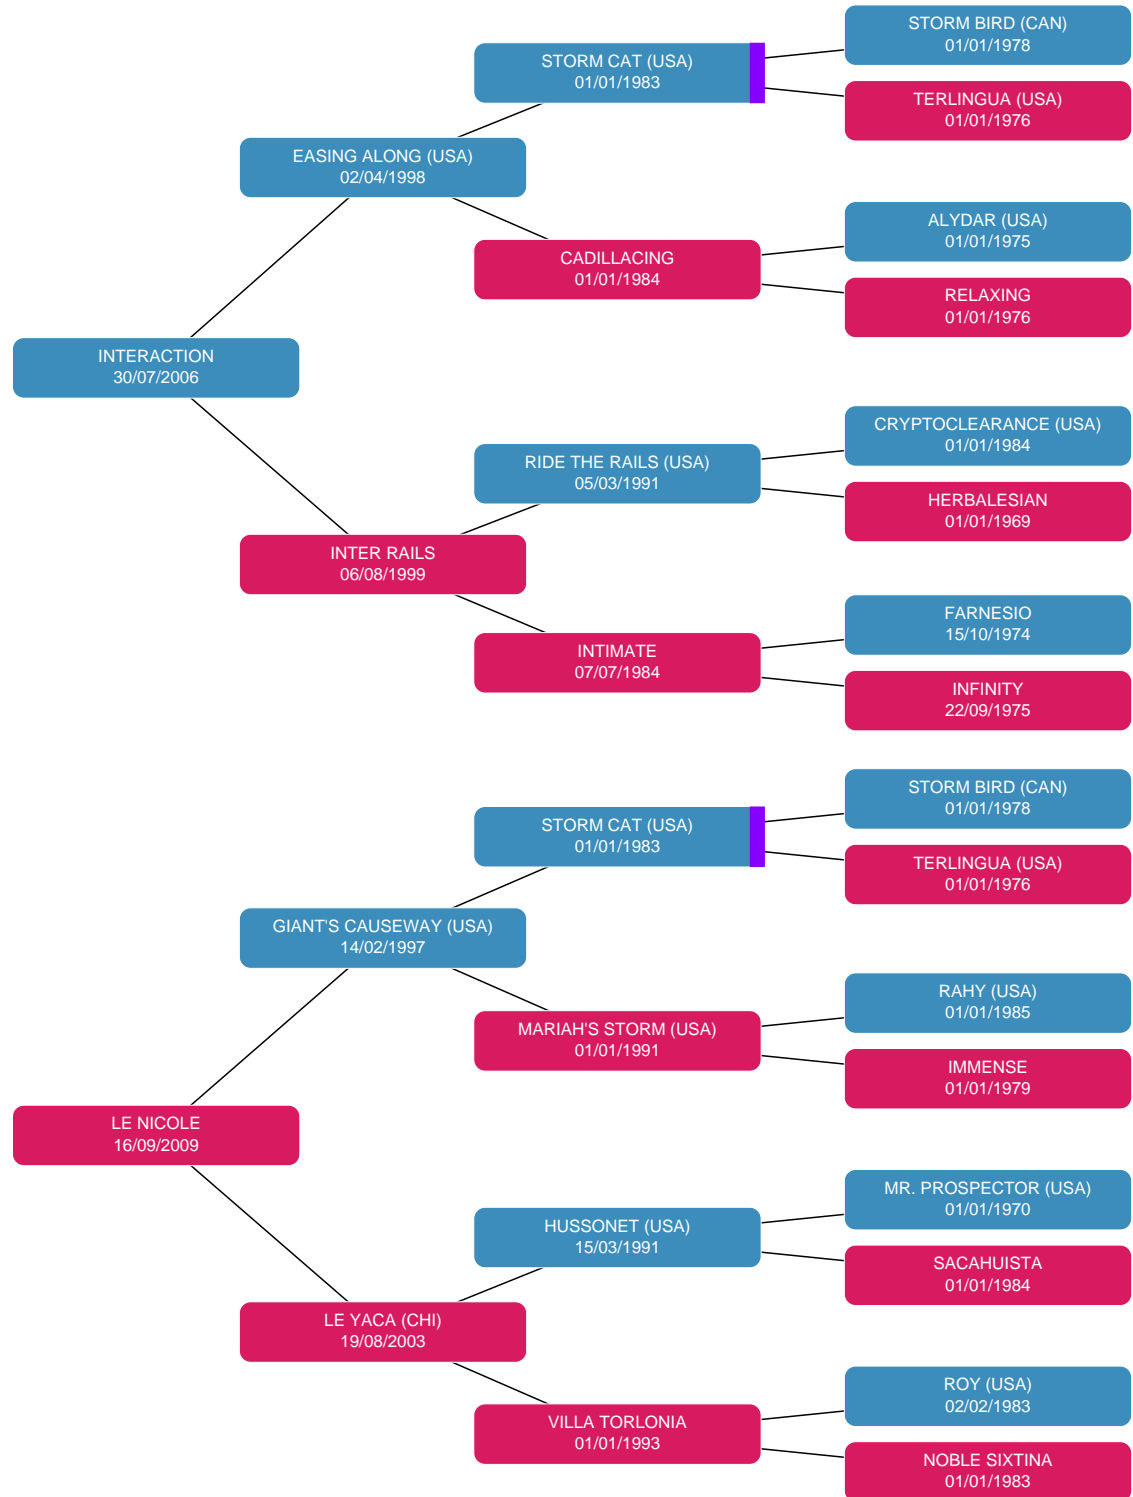 STORM BIRD (CAN)
01/01/1978
STORM CAT (USA)
01/01/1983
TERLINGUA (USA)
01/01/1976
EASING ALONG (USA)
02/04/1998
ALYDAR (USA)
01/01/1975
CADILLACING
01/01/1984
RELAXING
01/01/1976
INTERACTION
30/07/2006
CRYPTOCLEARANCE (USA)
01/01/1984
RIDE THE RAILS (USA)
05/03/1991
HERBALESIAN
01/01/1969
INTER RAILS
06/08/1999
FARNESIO
15/10/1974
INTIMATE
07/07/1984
INFINITY
22/09/1975
STORM BIRD (CAN)
01/01/1978
STORM CAT (USA)
01/01/1983
TERLINGUA (USA)
01/01/1976
GIANT'S CAUSEWAY (USA)
14/02/1997
RAHY (USA)
01/01/1985
MARIAH'S STORM (USA)
01/01/1991
IMMENSE
01/01/1979
LE NICOLE
16/09/2009
MR. PROSPECTOR (USA)
01/01/1970
HUSSONET (USA)
15/03/1991
SACAHUISTA
01/01/1984
LE YACA (CHI)
19/08/2003
ROY (USA)
02/02/1983
VILLA TORLONIA
01/01/1993
NOBLE SIXTINA
01/01/1983